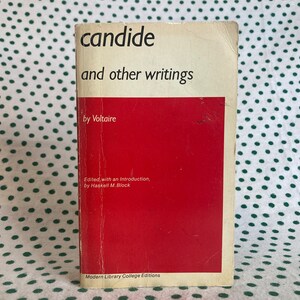 candide
and other writings
by Voltaire
Edited, with an Introduction,
by Haskell M. Block
Modern Library College Editions